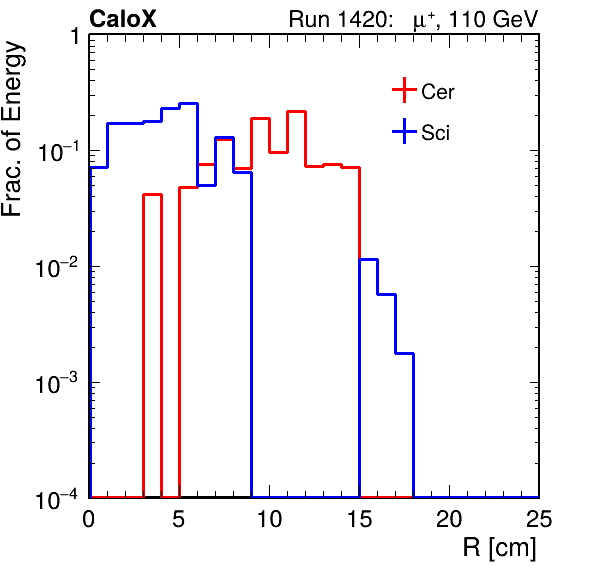 CaloX Run 1420: μ⁺, 110 GeV
Frac. of Energy
1
10⁻¹
10⁻²
10⁻³
10⁻⁴
Cer
Sci
0 5 10 15 20 25
R [cm]